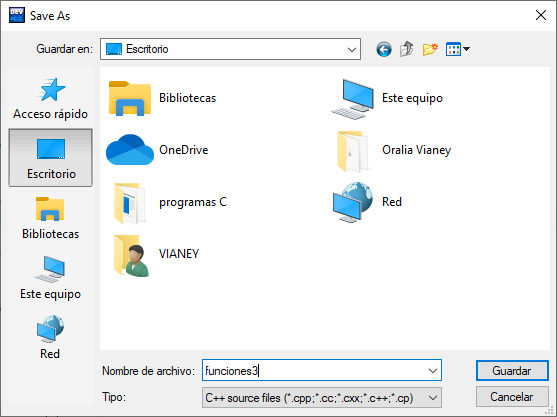 Save As
Guardar en: Escritorio
Acceso rápido
Escritorio
Bibliotecas
Este equipo
Red
Bibliotecas
Este equipo
OneDrive
Oralia Vianey
programas C
Red
VIANEY
Nombre de archivo: funciones3 Guardar
Tipo: C++ source files (*.cpp;*.cc;*.cxx;*.c++;*.cp) Cancelar